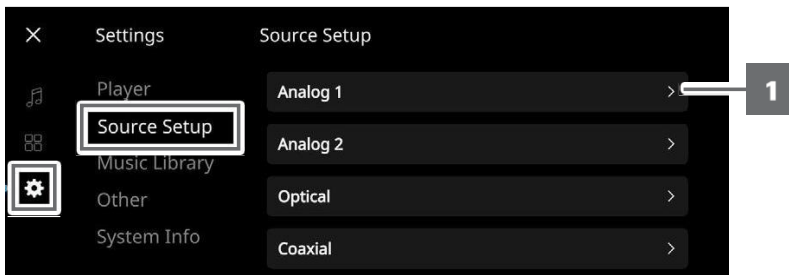 Settings
Source Setup
Player
Source Setup
Music Library
Other
System Info
Analog 1
Analog 2
Optical
Coaxial
1